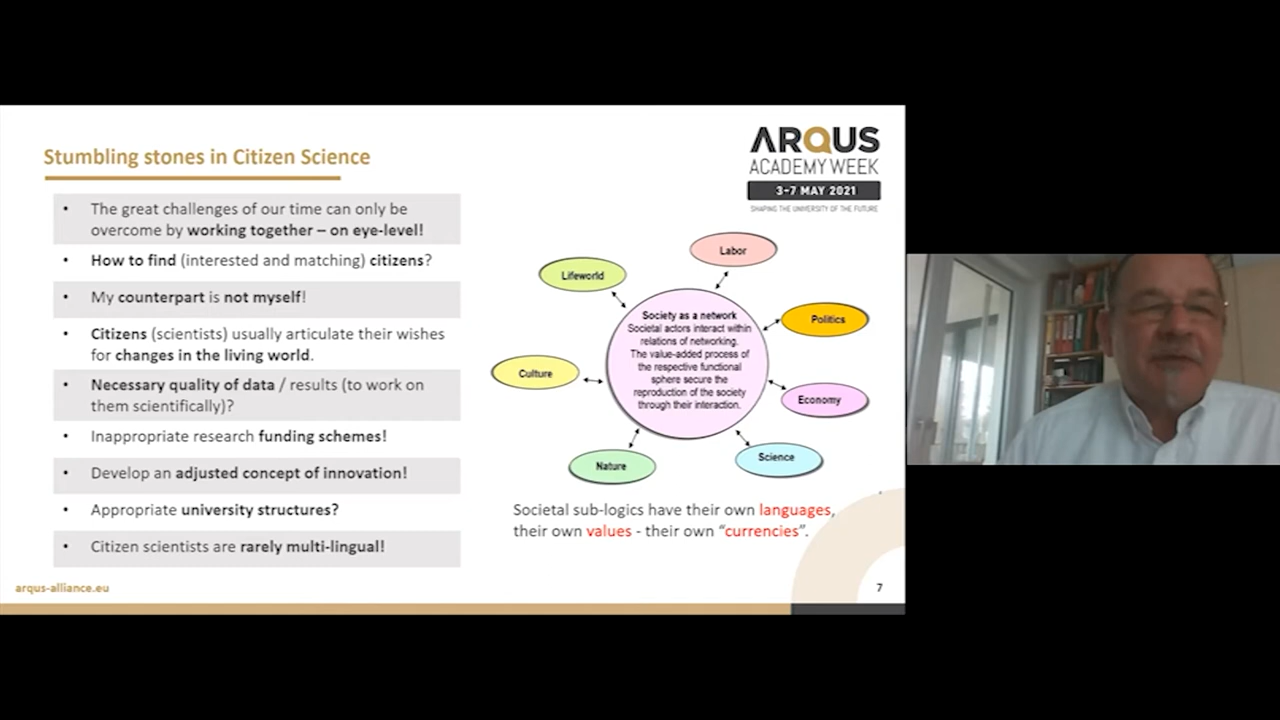 Stumbling stones in Citizen Science
ARQUS
ACADEMY WEEK
3-7 MAY 2021
SHAPING THE UNIVERSITY OF THE FUTURE
• The great challenges of our time can only be
overcome by working together – on eye-level!
• How to find (interested and matching) citizens?
• My counterpart is not myself!
• Citizens (scientists) usually articulate their wishes
for changes in the living world.
• Necessary quality of data / results (to work on
them scientifically)?
• Inappropriate research funding schemes!
• Develop an adjusted concept of innovation!
• Appropriate university structures?
• Citizen scientists are rarely multi-lingual!
Labor
Lifeworld
Politics
Culture
Economy
Nature
Science
Society as a network
Societal actors interact within
relations of networking.
The value-added process of
the respective functional
sphere secure the
reproduction of the society
through their interaction.
Societal sub-logics have their own languages,
their own values - their own “currencies”.
arqus-alliance.eu
7